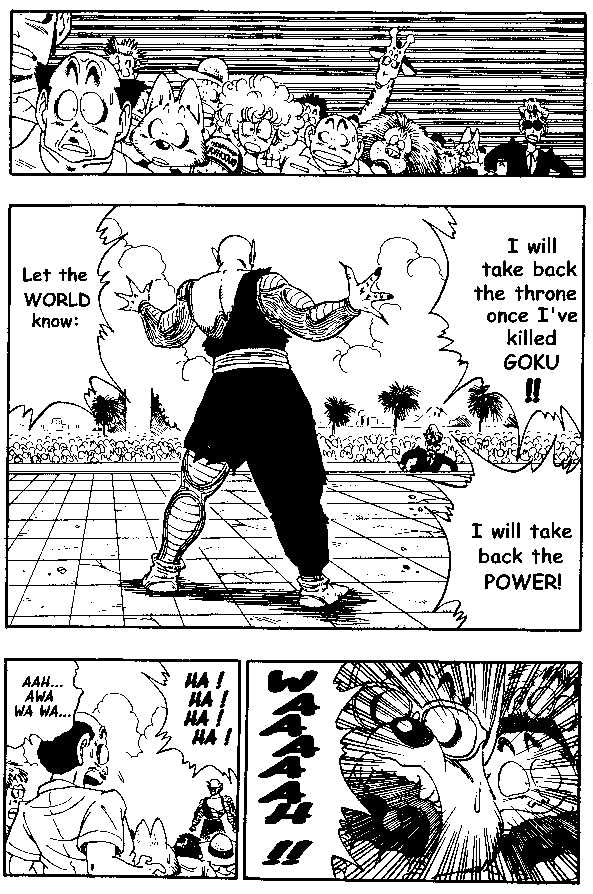 Let the
WORLD
know:
I will
take back
the throne
once I've
killed
GOKU
!!
I will take
back the
POWER!
AAH...
AWA
WA WA...
HA!
HA!
HA!
HA!
WAAAAAH!!